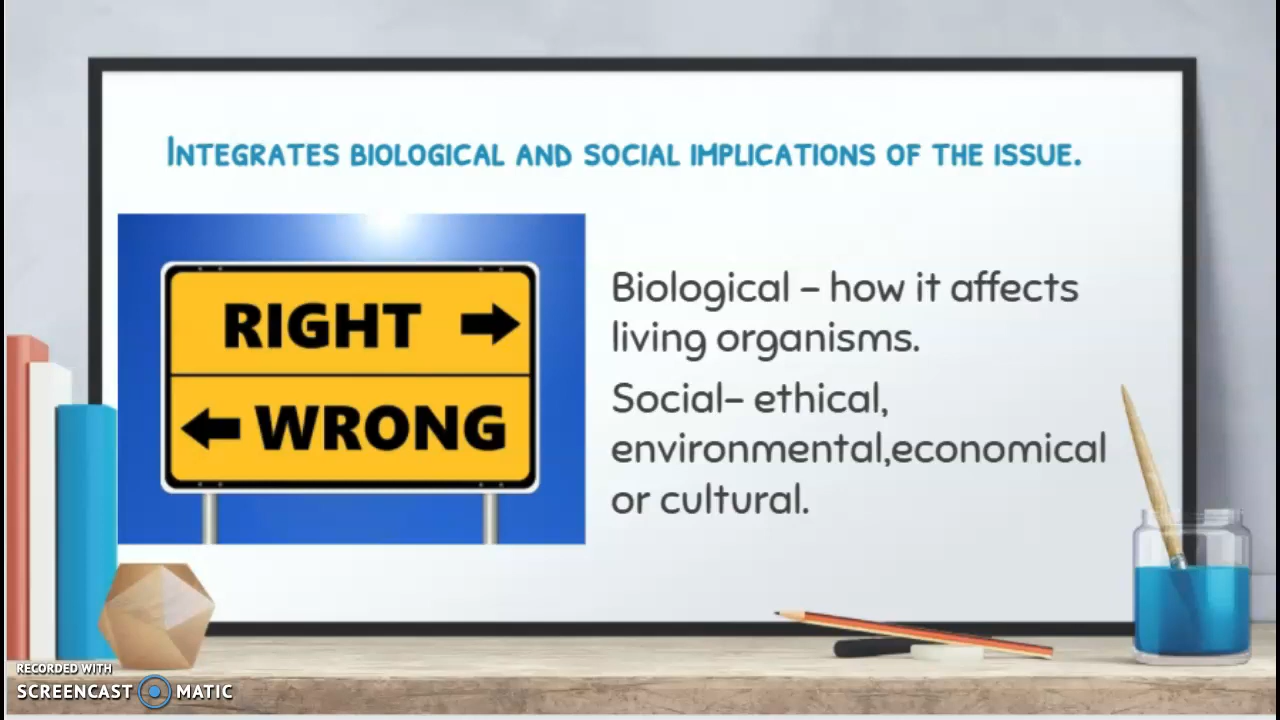 Integrates biological and social implications of the issue.
RIGHT
WRONG
Biological – how it affects
living organisms.
Social– ethical,
environmental,economical
or cultural.
RECORDED WITH
SCREENCAST MATIC